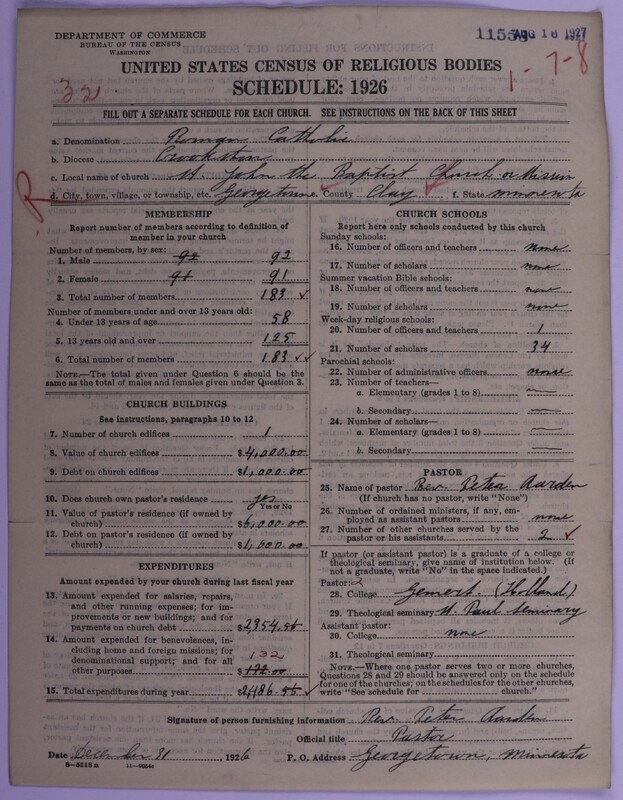 DEPARTMENT OF COMMERCE
BUREAU OF THE CENSUS
WASHINGTON
AUG 16 1927
1-7-8
UNITED STATES CENSUS OF RELIGIOUS BODIES
32
SCHEDULE: 1926
FILL OUT A SEPARATE SCHEDULE FOR EACH CHURCH. SEE INSTRUCTIONS ON THE BACK OF THIS SHEET
a. Denomination Roman Catholic
b. Diocese Crookston
c. Local name of church St. John the Baptist Church or Mission
R
d. City, town, village, or township, etc. Georgetown. County Clay f. State Minnesota
MEMBERSHIP
Report number of members according to definition of
member in your church
Number of members, by sex:
1. Male 92 92
2. Female 91 91
3. Total number of members 183
Number of members under and over 13 years old:
4. Under 13 years of age 58
5. 13 years old and over 125
6. Total number of members 183
NOTE.—The total given under Question 6 should be
same as the total of males and females given under Question 3.
CHURCH BUILDINGS
See instructions, paragraphs 10 to 12
7. Number of church edifices 1
8. Value of church edifices $4,000.00
9. Debt on church edifices $1,000.00
10. Does church own pastor's residence yes
Yes or No
11. Value of pastor's residence (if owned by
church) $6,000.00
12. Debt on pastor's residence (if owned by
church) $1,000.00
EXPENDITURES
Amount expended by your church during last fiscal year
13. Amount expended for salaries, repairs,
and other running expenses; for im-
provements or new buildings; and for
payments on church debt $2,354.56
14. Amount expended for benevolences, in-
cluding home and foreign missions; for
denominational support; and for all
132
other purposes $132.00
15. Total expenditures during year $2,486.56
CHURCH SCHOOLS
Report here only schools conducted by this church
Sunday schools:
16. Number of officers and teachers none
17. Number of scholars none
Summer vacation Bible schools:
18. Number of officers and teachers none
19. Number of scholars none
Week-day religious schools:
20. Number of officers and teachers 1
21. Number of scholars 34
Parochial schools:
22. Number of administrative officers none
23. Number of teachers—
a. Elementary (grades 1 to 8) —
b. Secondary —
24. Number of scholars—
a. Elementary (grades 1 to 8) —
b. Secondary —
PASTOR
25. Name of pastor Rev. Peter Aarden
(If church has no pastor, write "None")
26. Number of ordained ministers, if any, em-
ployed as assistant pastors none
27. Number of other churches served by the
pastor or his assistants 2
If pastor (or assistant pastor) is a graduate of a college or
theological seminary, give name of institution below. (If
not a graduate, write "No" in the space indicated.)
Pastor: 2
28. College Gemert (Holland)
29. Theological seminary St. Paul Seminary
Assistant pastor:
30. College none
31. Theological seminary
NOTE.—Where one pastor serves two or more churches,
Questions 28 and 29 should be answered only on the schedule
for one of the churches; on the schedules for the other churches,
write "See schedule for church."
Signature of person furnishing information Rev. Peter Aarden
Official title Pastor
Date December 31, 1926 P. O. Address Georgetown, Minnesota